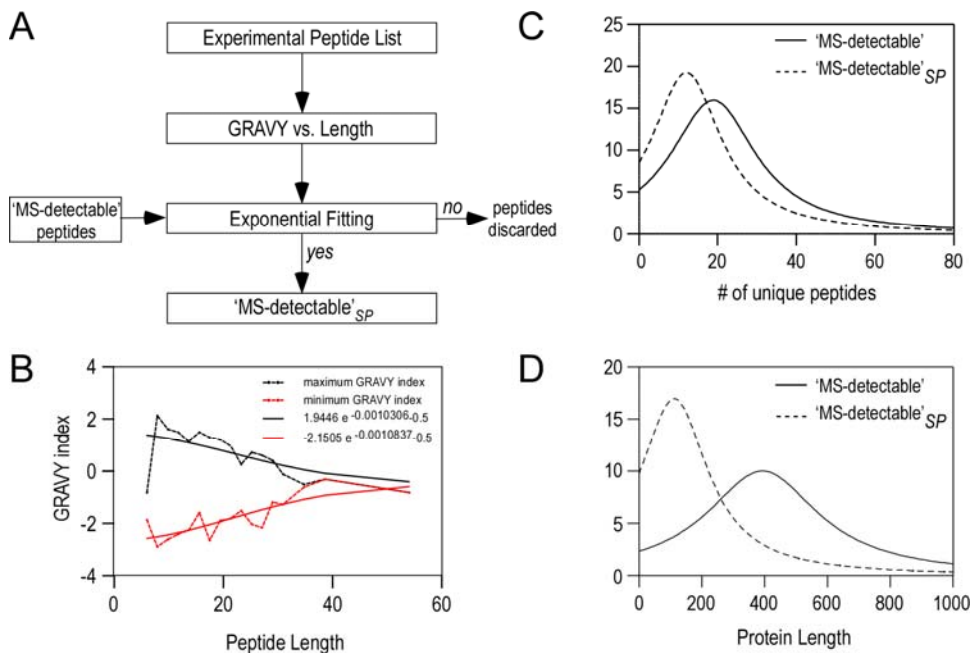 A
Experimental Peptide List
GRAVY vs. Length
'MS-detectable'
peptides
Exponential Fitting
no
peptides
discarded
yes
'MS-detectable'SP
B
4
2
0
-2
-4
GRAVY index
maximum GRAVY index
minimum GRAVY index
1.9446 e -0.0010306-0.5
-2.1505 e -0.0010837-0.5
0 20 40 60
Peptide Length
C
25
20
15
10
5
0
'MS-detectable'
'MS-detectable'SP
0 20 40 60 80
# of unique peptides
D
20
15
10
5
0
'MS-detectable'
'MS-detectable'SP
0 200 400 600 800 1000
Protein Length